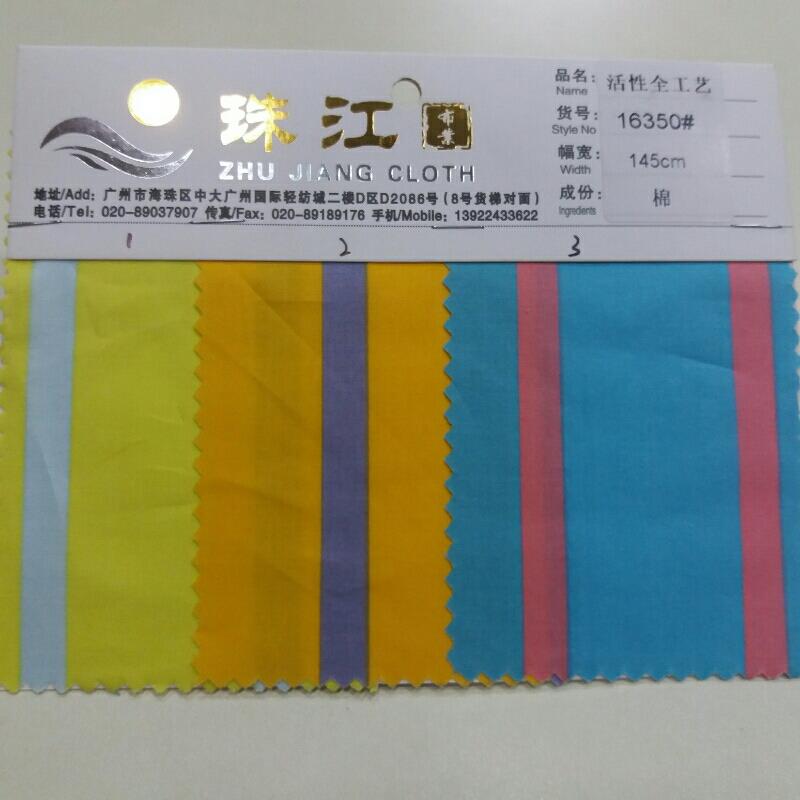 珠江布业
ZHU JIANG CLOTH
地址/Add: 广州市海珠区中大广州国际轻纺城二楼D区D2086号(8号货梯对面)
电话/Tel: 020-89037907 传真/Fax: 020-89189176 手机/Mobile: 13922433622
品名: 活性全工艺
Name
货号: 16350#
Style No
幅宽: 145cm
Width
成份: 棉
Ingredients
1 2 3